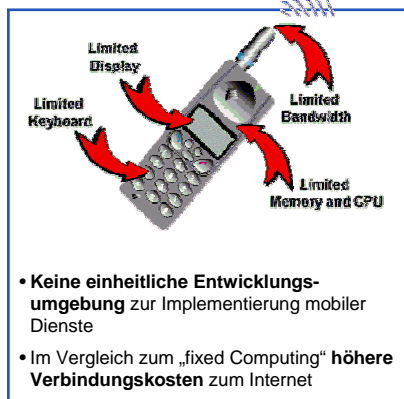 Limited
Display
Limited
Keyboard
Limited
Bandwidth
Limited
Memory and CPU
• Keine einheitliche Entwicklungs-
umgebung zur Implementierung mobiler
Dienste
• Im Vergleich zum „fixed Computing“ höhere
Verbindungskosten zum Internet